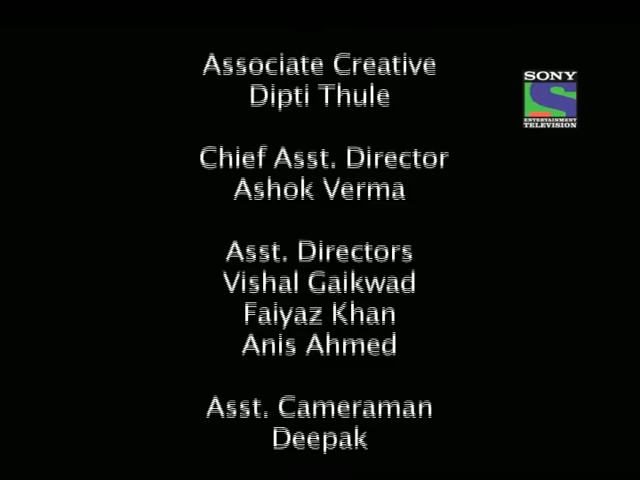 Associate Creative
Dipti Thule
Chief Asst. Director
Ashok Verma
Asst. Directors
Vishal Gaikwad
Faiyaz Khan
Anis Ahmed
Asst. Cameraman
Deepak
SONY
S
ENTERTAINMENT
TELEVISION